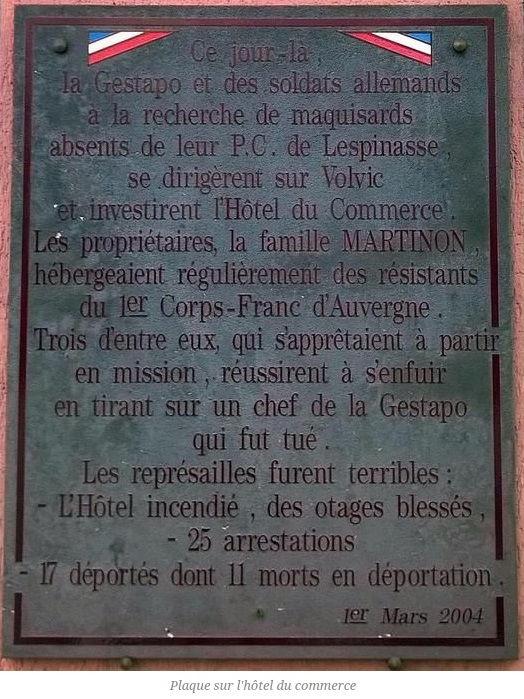 Ce jour-là,
la Gestapo et des soldats allemands
à la recherche de maquisards
absents de leur P.C. de Lespinasse,
se dirigèrent sur Volvic
et investirent l'Hôtel du Commerce.
Les propriétaires, la famille MARTINON,
hébergeaient régulièrement des résistants
du 1er Corps-Franc d'Auvergne.
Trois d'entre eux, qui s'apprêtaient à partir
en mission, réussirent à s'enfuir
en tirant sur un chef de la Gestapo
qui fut tué.
Les représailles furent terribles :
- L'Hôtel incendié, des otages blessés,
- 25 arrestations
- 17 déportés dont 11 morts en déportation.
1er Mars 2004
Plaque sur l'hôtel du commerce